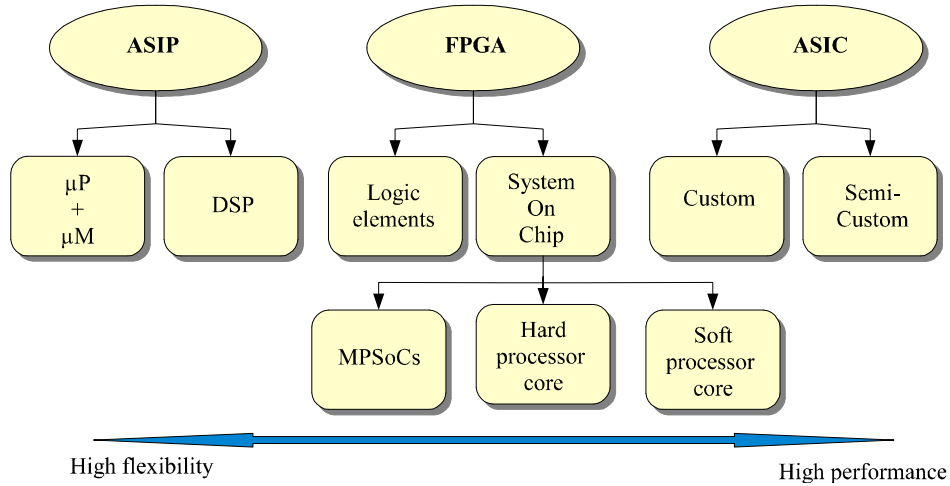 ASIP
FPGA
ASIC
μP
+
μM
DSP
Logic
elements
System
On
Chip
Custom
Semi-
Custom
MPSoCs
Hard
processor
core
Soft
processor
core
High flexibility
High performance